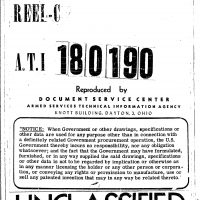 REEL-C
A.T.I 180190
Reproduced by
DOCUMENT SERVICE CENTER
ARMED SERVICES TECHNICAL INFORMATION AGENCY
KNOTT BUILDING, DAYTON, 2, OHIO
"NOTICE: When Government or other drawings, specifications or
other data are used for any purpose other than in connection with
a definitely related Government procurement operation, the U.S.
Government thereby incurs no responsibility, nor any obligation
whatsoever; and the fact that the Government may have formulated,
furnished, or in any way supplied the said drawings, specifications
or other data is not to be regarded by implication or otherwise as
in any manner licensing the holder or any other person or corpora-
tion, or conveying any rights or permission to manufacture, use or
sell any patented invention that may in any way be related thereto."
UNCLASSIFIED